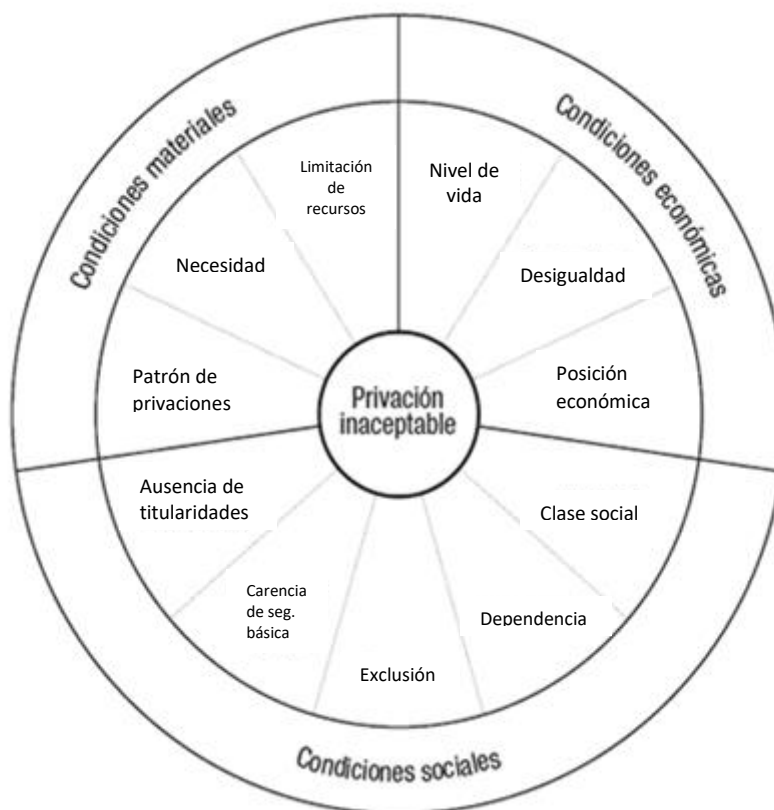 Condiciones materiales
Condiciones económicas
Limitación
de
recursos
Nivel de
vida
Necesidad
Desigualdad
Patrón de
privaciones
Privación
inaceptable
Posición
económica
Ausencia de
titularidades
Clase social
Carencia
de seg.
básica
Dependencia
Exclusión
Condiciones sociales